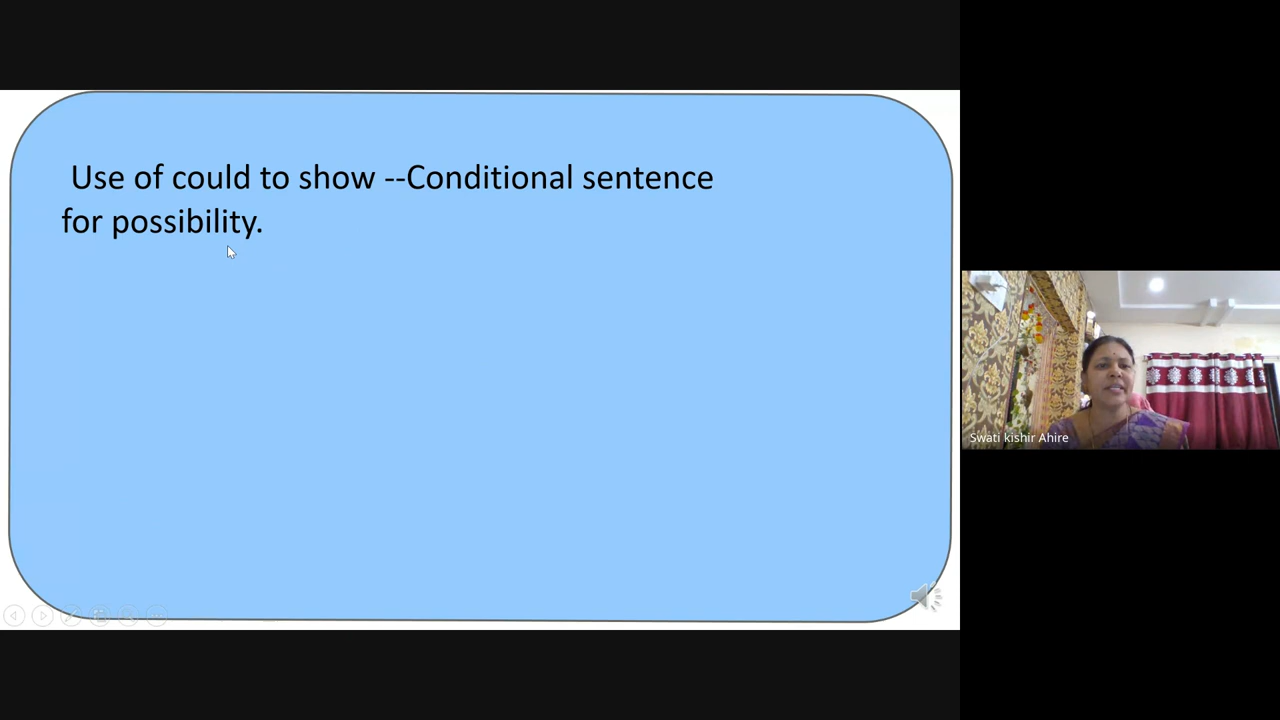 Use of could to show --Conditional sentence
for possibility.
Swati kishir Ahire